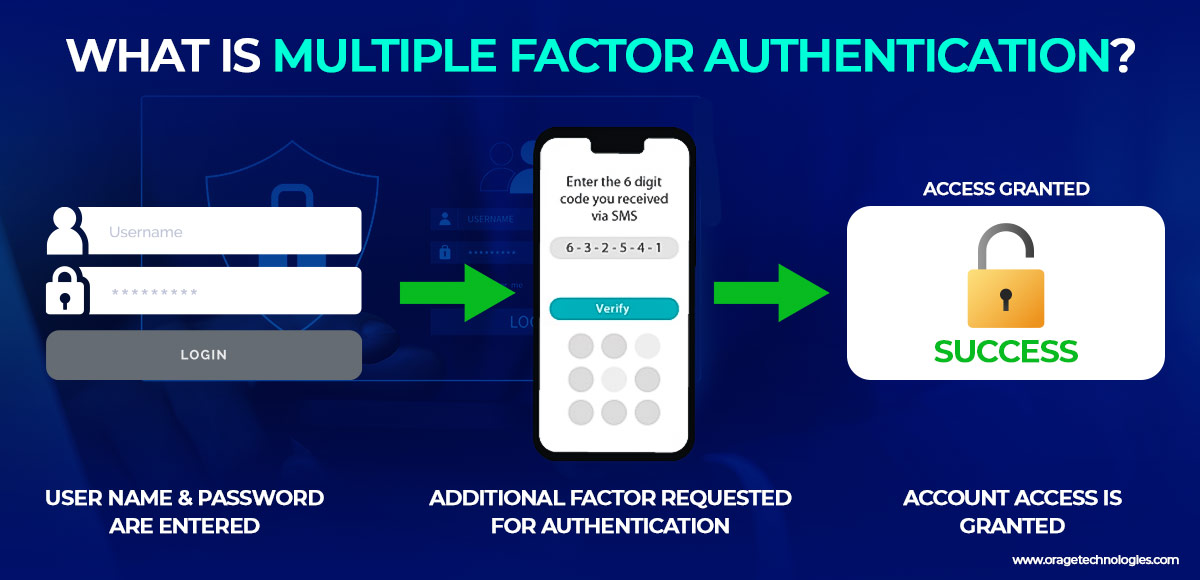 WHAT IS MULTIPLE FACTOR AUTHENTICATION?
Username
*********
LOGIN
USERNAME
Enter the 6 digit
code you received
via SMS
6 - 3 - 2 - 5 - 4 - 1
Verify
ACCESS GRANTED
SUCCESS
USER NAME & PASSWORD
ARE ENTERED
ADDITIONAL FACTOR REQUESTED
FOR AUTHENTICATION
ACCOUNT ACCESS IS
GRANTED
www.oragetechnologies.com